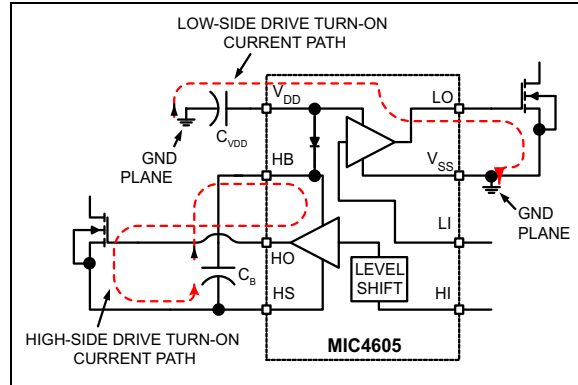 LOW-SIDE DRIVE TURN-ON
CURRENT PATH
VDD
LO
CVDD
GND
PLANE
HB
VSS
GND
PLANE
LI
HO
CB
LEVEL
SHIFT
HS
HI
HIGH-SIDE DRIVE TURN-ON
CURRENT PATH
MIC4605